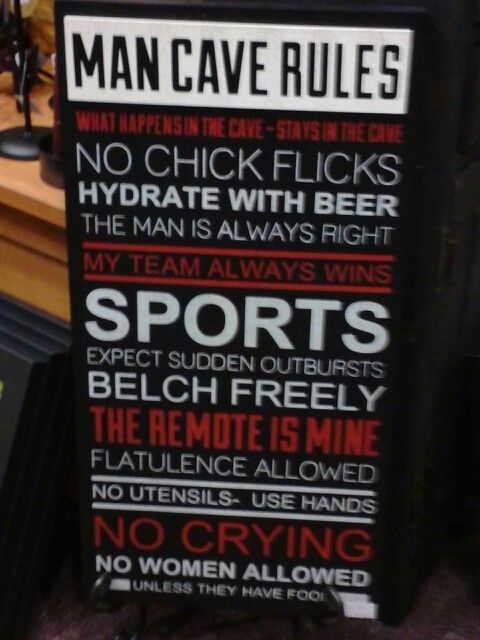 MAN CAVE RULES
WHAT HAPPENS IN THE CAVE - STAYS IN THE CAVE
NO CHICK FLICKS
HYDRATE WITH BEER
THE MAN IS ALWAYS RIGHT
MY TEAM ALWAYS WINS
SPORTS
EXPECT SUDDEN OUTBURSTS
BELCH FREELY
THE REMOTE IS MINE
FLATULENCE ALLOWED
NO UTENSILS- USE HANDS
NO CRYING
NO WOMEN ALLOWED
UNLESS THEY HAVE FOO